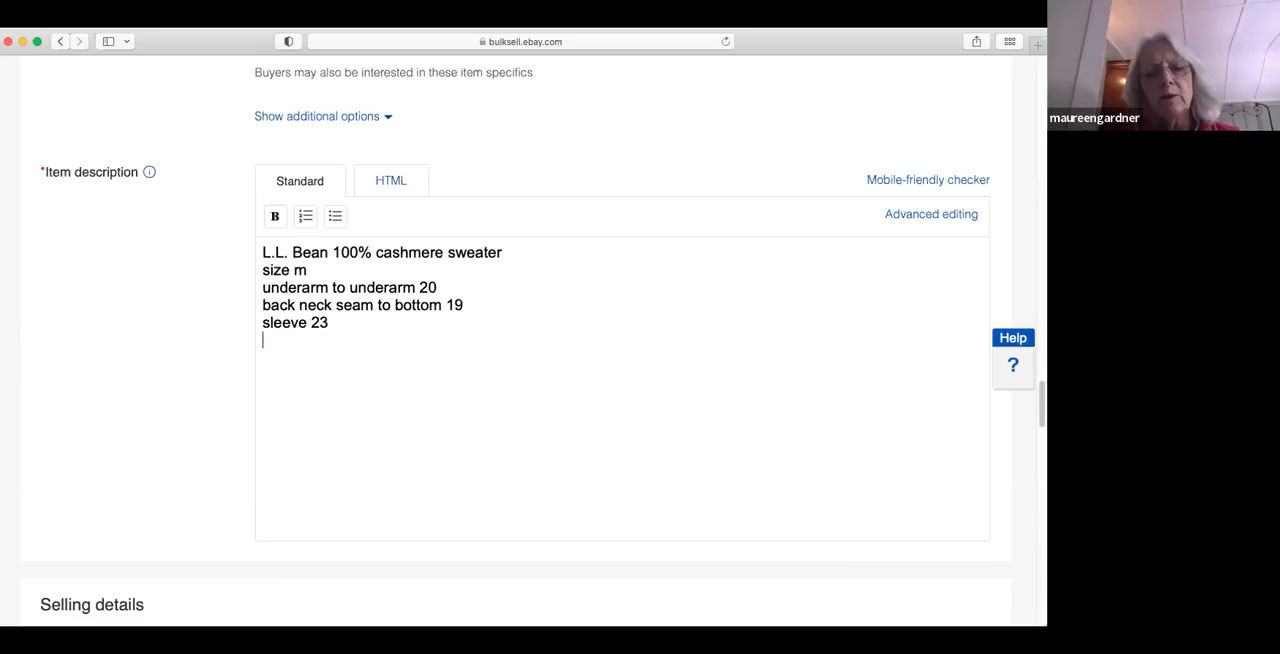 bulksell.ebay.com
maureengardner
Buyers may also be interested in these item specifics
Show additional options
*Item description
Standard
HTML
Mobile-friendly checker
B
Advanced editing
L.L. Bean 100% cashmere sweater
size m
underarm to underarm 20
back neck seam to bottom 19
sleeve 23
Help
?
Selling details